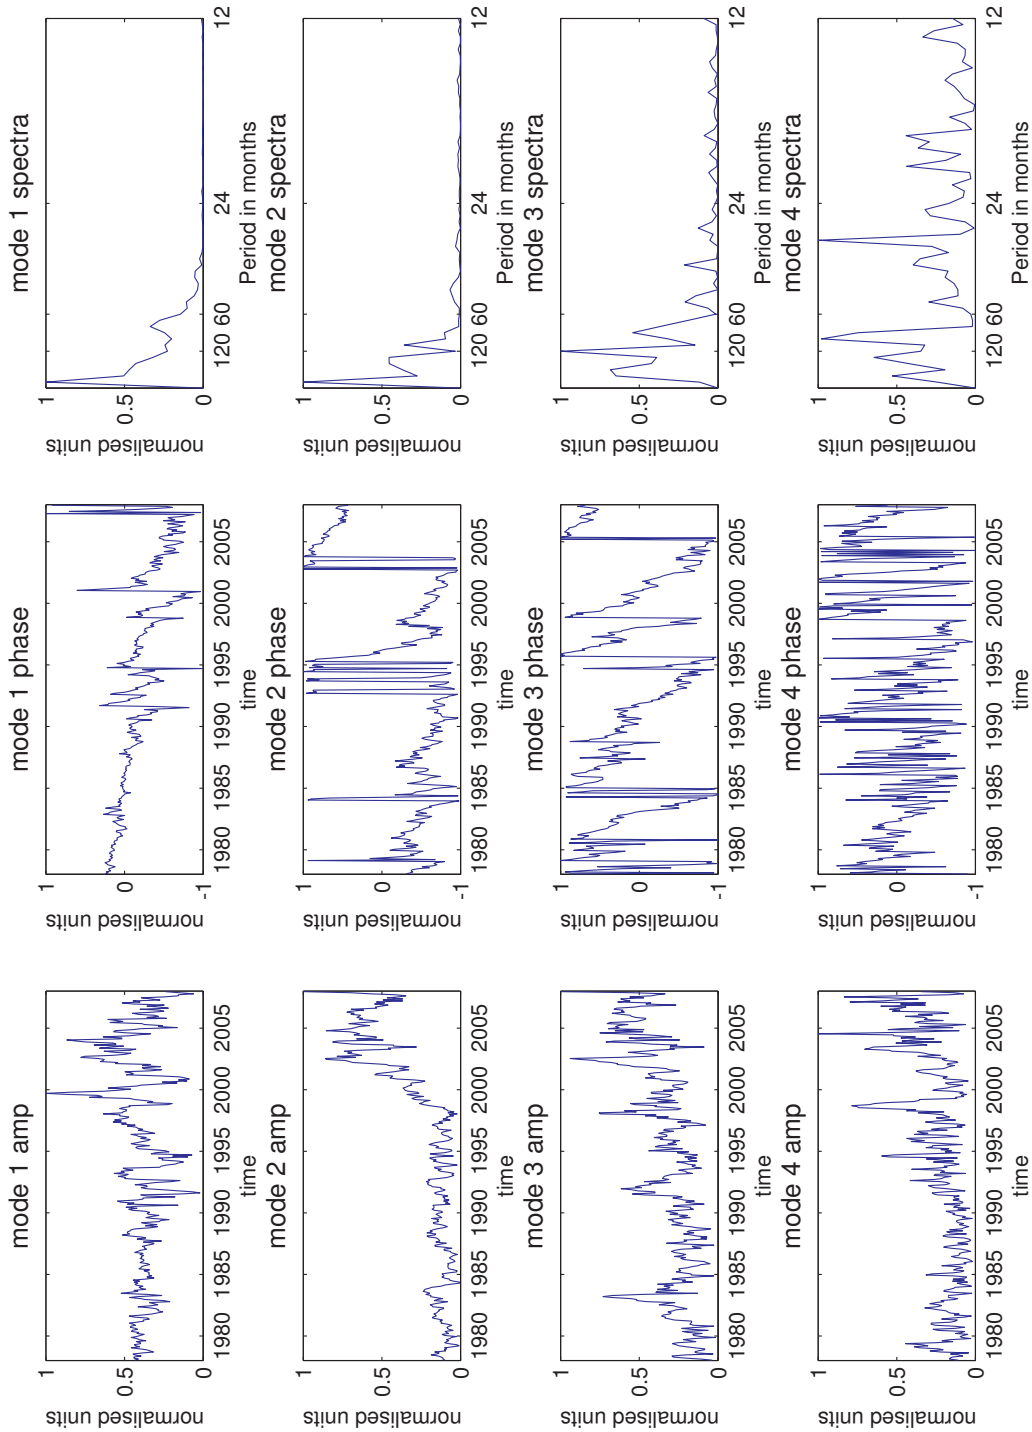 mode 1 amp
normalised units
1
0.5
0
1980 1985 1990 1995 2000 2005
time
mode 1 phase
normalised units
1
0
-1
1980 1985 1990 1995 2000 2005
time
mode 1 spectra
normalised units
1
0.5
0
120 60 24 12
Period in months
mode 2 amp
normalised units
1
0.5
0
1980 1985 1990 1995 2000 2005
time
mode 2 phase
normalised units
1
0
-1
1980 1985 1990 1995 2000 2005
time
mode 2 spectra
normalised units
1
0.5
0
120 60 24 12
Period in months
mode 3 amp
normalised units
1
0.5
0
1980 1985 1990 1995 2000 2005
time
mode 3 phase
normalised units
1
0
-1
1980 1985 1990 1995 2000 2005
time
mode 3 spectra
normalised units
1
0.5
0
120 60 24 12
Period in months
mode 4 amp
normalised units
1
0.5
0
1980 1985 1990 1995 2000 2005
time
mode 4 phase
normalised units
1
0
-1
1980 1985 1990 1995 2000 2005
time
mode 4 spectra
normalised units
1
0.5
0
120 60 24 12
Period in months